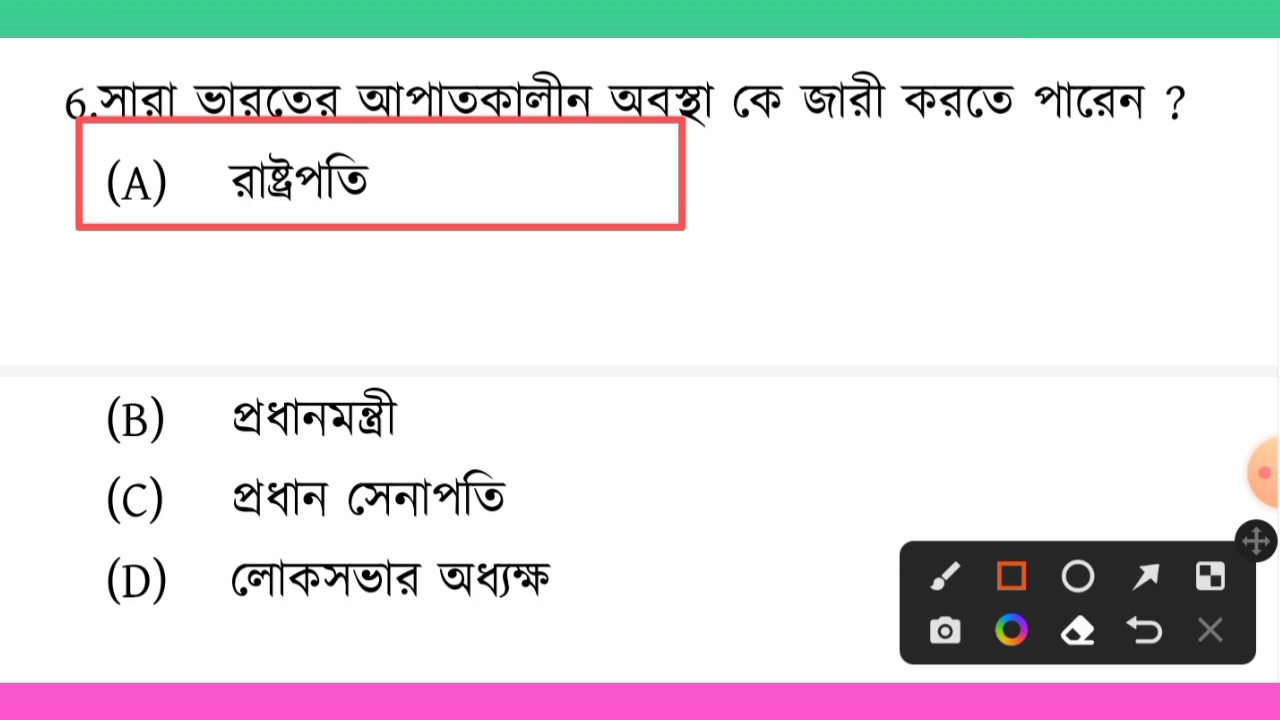 6.সারা ভারতের আপাতকালীন অবস্থা কে জারী করতে পারেন ?
(A) রাষ্ট্রপতি
(B) প্রধানমন্ত্রী
(C) প্রধান সেনাপতি
(D) লোকসভার অধ্যক্ষ